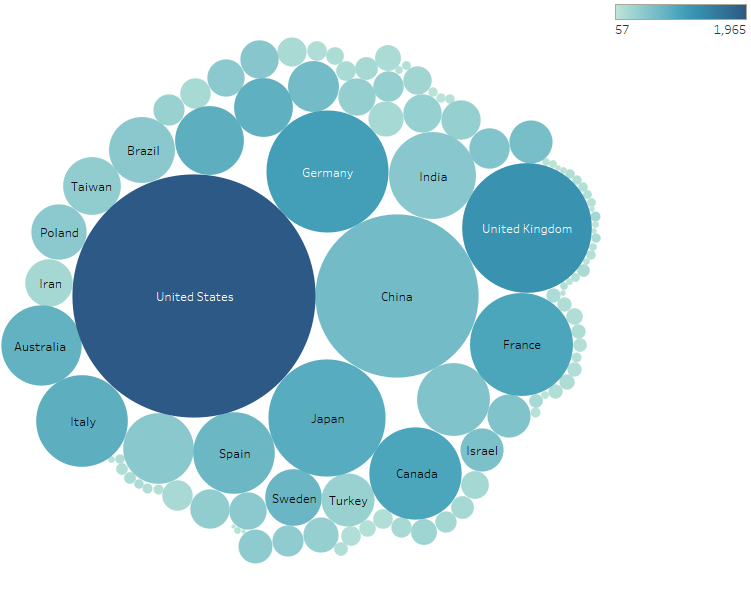 57 1,965
Brazil
Germany
India
Taiwan
United Kingdom
Poland
Iran
United States
China
Australia
France
Italy
Japan
Spain
Israel
Canada
Sweden
Turkey